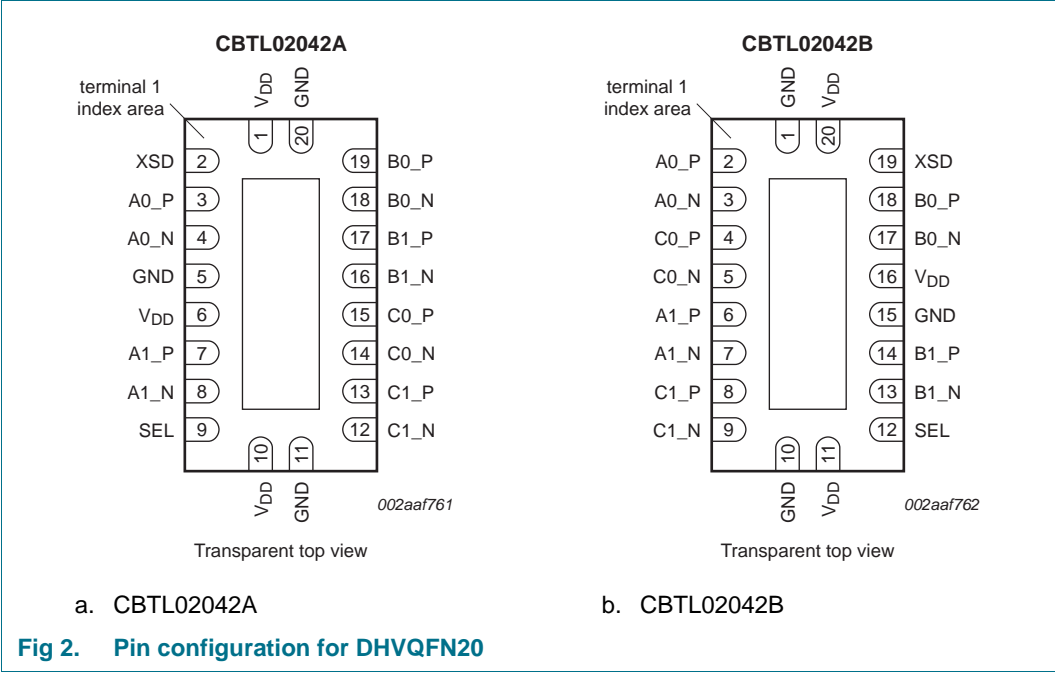 CBTL02042A
terminal 1
index area
VDD
GND
1
20
XSD 2
19 B0_P
A0_P 3
18 B0_N
A0_N 4
17 B1_P
GND 5
16 B1_N
VDD 6
15 C0_P
A1_P 7
14 C0_N
A1_N 8
13 C1_P
SEL 9
12 C1_N
10
11
VDD
GND
002aaf761
Transparent top view
a. CBTL02042A
CBTL02042B
terminal 1
index area
GND
VDD
1
20
A0_P 2
19 XSD
A0_N 3
18 B0_P
C0_P 4
17 B0_N
C0_N 5
16 VDD
A1_P 6
15 GND
A1_N 7
14 B1_P
C1_P 8
13 B1_N
C1_N 9
12 SEL
10
11
GND
VDD
002aaf762
Transparent top view
b. CBTL02042B
Fig 2. Pin configuration for DHVQFN20